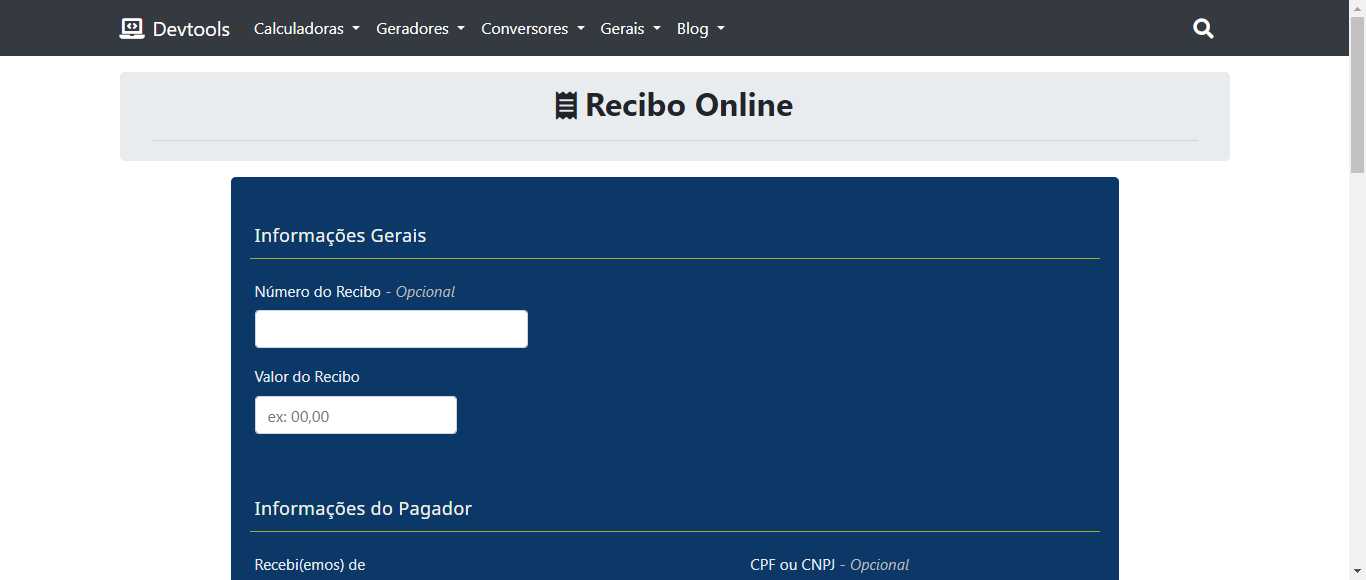 Devtools Calculadoras Geradores Conversores Gerais Blog
Recibo Online
Informações Gerais
Número do Recibo - Opcional
Valor do Recibo
ex: 00,00
Informações do Pagador
Recebi(emos) de CPF ou CNPJ - Opcional